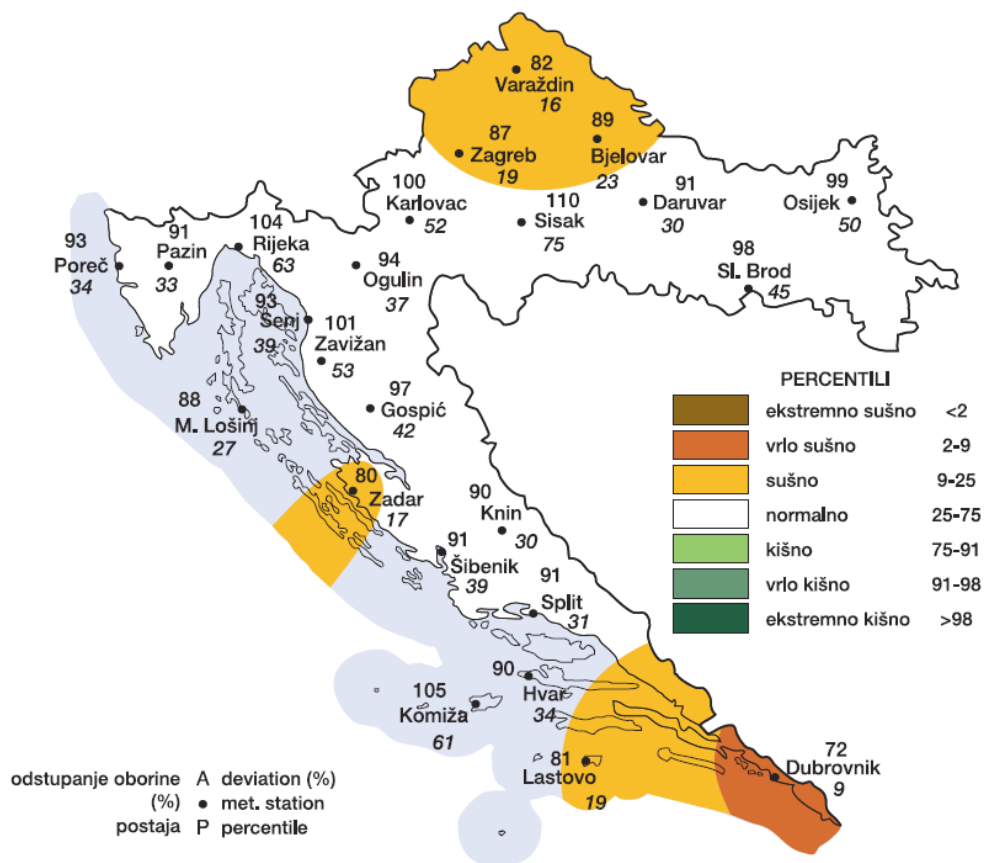 82
Varaždin
16
87
Zagreb
19
89
Bjelovar
23
100
Karlovac
52
110
Sisak
75
91
Daruvar
30
99
Osijek
50
98
Sl. Brod
45
93
Poreč
34
91
Pazin
33
104
Rijeka
63
94
Ogulin
37
93
Senj
39
101
Zavižan
53
88
M. Lošinj
27
97
Gospić
42
80
Zadar
17
90
Knin
30
91
Šibenik
39
91
Split
31
90
Hvar
34
105
Komiža
61
81
Lastovo
19
72
Dubrovnik
9
PERCENTILI
ekstremno sušno <2
vrlo sušno 2-9
sušno 9-25
normalno 25-75
kišno 75-91
vrlo kišno 91-98
ekstremno kišno >98
odstupanje oborine A deviation (%)
(%) met. station
postaja P percentile